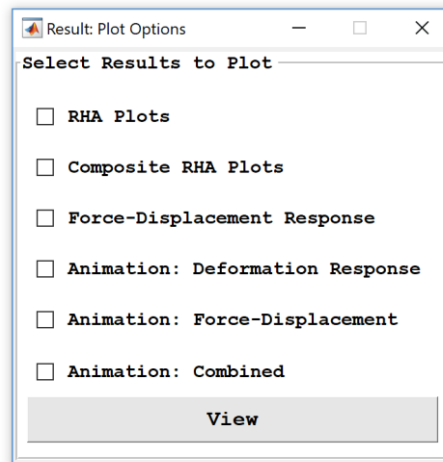 Result: Plot Options
Select Results to Plot
RHA Plots
Composite RHA Plots
Force-Displacement Response
Animation: Deformation Response
Animation: Force-Displacement
Animation: Combined
View